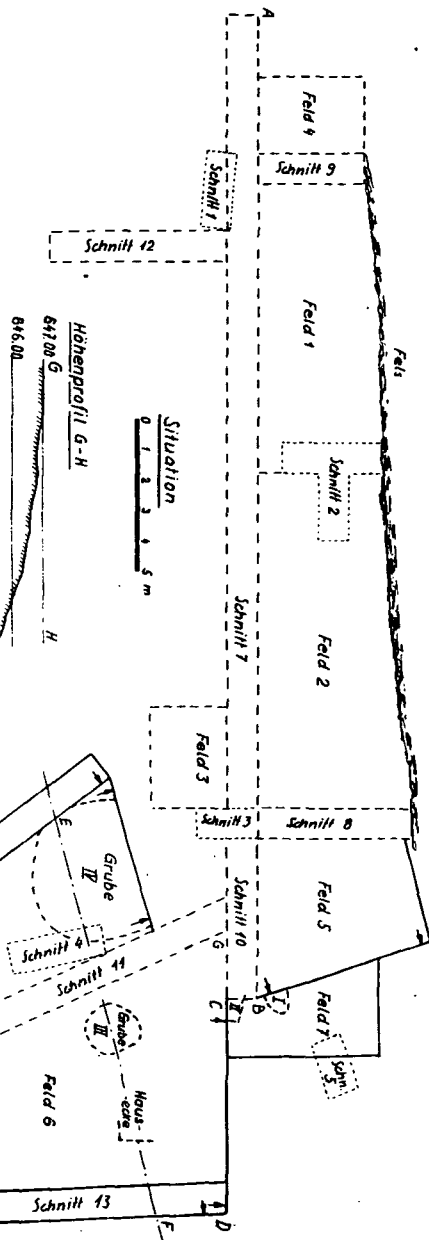 A
Feld 4
Schnitt 9
Schnitt 1
Schnitt 12
Fels
Feld 1
Schnitt 2
Schnitt 7
Feld 2
Feld 3
Schnitt 3
Schnitt 8
Schnitt 10
Feld 5
G
B
I
II
C
Feld 7
Schn. 5
Situation
0 1 2 3 4 5 m
Höhenprofil G-H
647.00 G
H
646.00
E
Grube
IV
Schnitt 4
Schnitt 11
Grube
III
Haus-
ecke
Feld 6
Schnitt 13
D
F